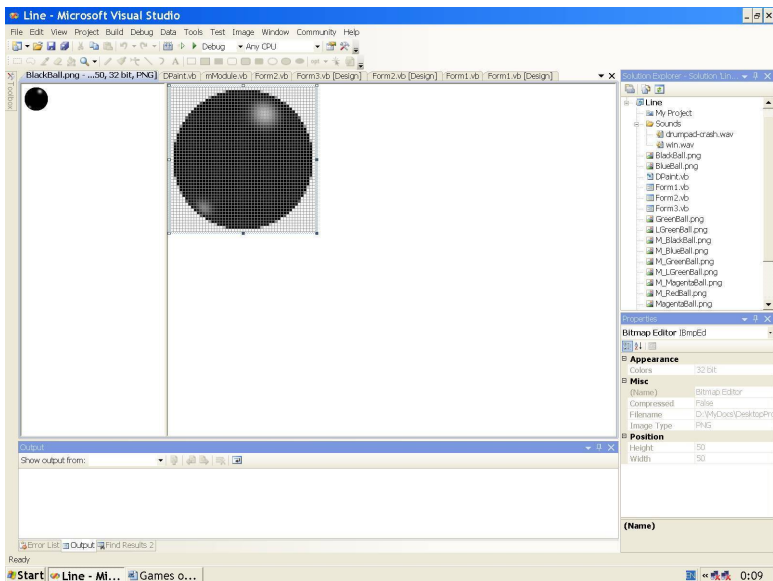 Line - Microsoft Visual Studio
File Edit View Project Build Debug Data Tools Test Image Window Community Help
Debug Any CPU
BlackBall.png - ...50, 32 bit, PNG] DPaint.vb mModule.vb Form2.vb Form3.vb [Design] Form2.vb [Design] Form1.vb Form1.vb [Design]
Toolbox
Solution Explorer - Solution 'Lin...
Line
My Project
Sounds
drumpad-crash.wav
win.wav
BlackBall.png
BlueBall.png
DPaint.vb
Form1.vb
Form2.vb
Form3.vb
GreenBall.png
LGreenBall.png
M_BlackBall.png
M_BlueBall.png
M_GreenBall.png
M_LGreenBall.png
M_MagentaBall.png
M_RedBall.png
MagentaBall.png
Properties
Bitmap Editor IBmpEd
Appearance
Colors 32 bit
Misc
(Name) Bitmap Editor
Compressed False
Filename D:\MyDocs\DesktopPro
Image Type PNG
Position
Height 50
Width 50
(Name)
Output
Show output from:
Error List Output Find Results 2
Ready
Start Line - Mi... Games o... EN « 0:09